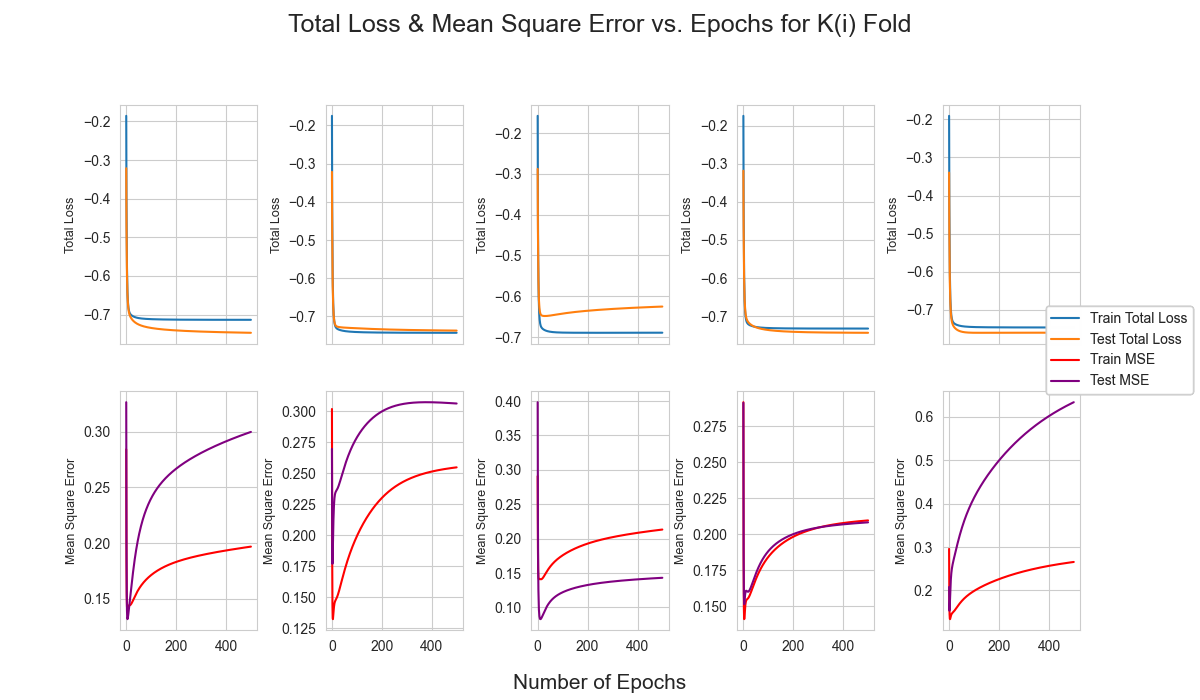 Total Loss & Mean Square Error vs. Epochs for K(i) Fold
Total Loss
−0.2
−0.3
−0.4
−0.5
−0.6
−0.7
Total Loss
−0.2
−0.3
−0.4
−0.5
−0.6
−0.7
Total Loss
−0.2
−0.3
−0.4
−0.5
−0.6
−0.7
Total Loss
−0.2
−0.3
−0.4
−0.5
−0.6
−0.7
Total Loss
−0.2
−0.3
−0.4
−0.5
−0.6
−0.7
Train Total Loss
Test Total Loss
Train MSE
Test MSE
Mean Square Error
0.30
0.25
0.20
0.15
0 200 400
Mean Square Error
0.300
0.275
0.250
0.225
0.200
0.175
0.150
0.125
0 200 400
Mean Square Error
0.40
0.35
0.30
0.25
0.20
0.15
0.10
0 200 400
Mean Square Error
0.275
0.250
0.225
0.200
0.175
0.150
0 200 400
Mean Square Error
0.6
0.5
0.4
0.3
0.2
0 200 400
Number of Epochs